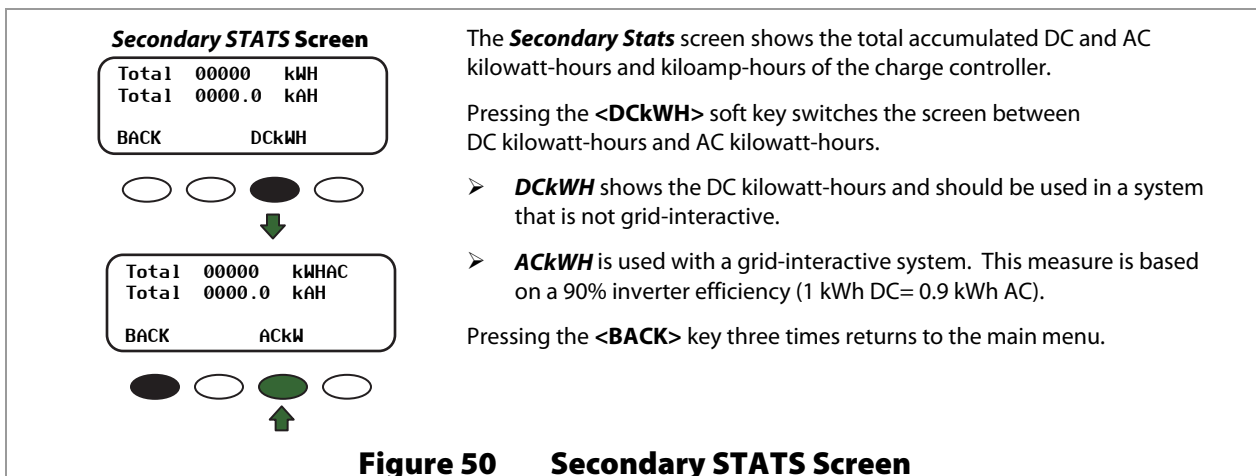 Secondary STATS Screen
Total 00000 kWH
Total 0000.0 kAH
BACK DCkWH
Total 00000 kWHAC
Total 0000.0 kAH
BACK ACkW
The Secondary Stats screen shows the total accumulated DC and AC
kilowatt-hours and kiloamp-hours of the charge controller.
Pressing the <DCkWH> soft key switches the screen between
DC kilowatt-hours and AC kilowatt-hours.
➢ DCkWH shows the DC kilowatt-hours and should be used in a system
that is not grid-interactive.
➢ ACkWH is used with a grid-interactive system. This measure is based
on a 90% inverter efficiency (1 kWh DC= 0.9 kWh AC).
Pressing the <BACK> key three times returns to the main menu.
Figure 50 Secondary STATS Screen